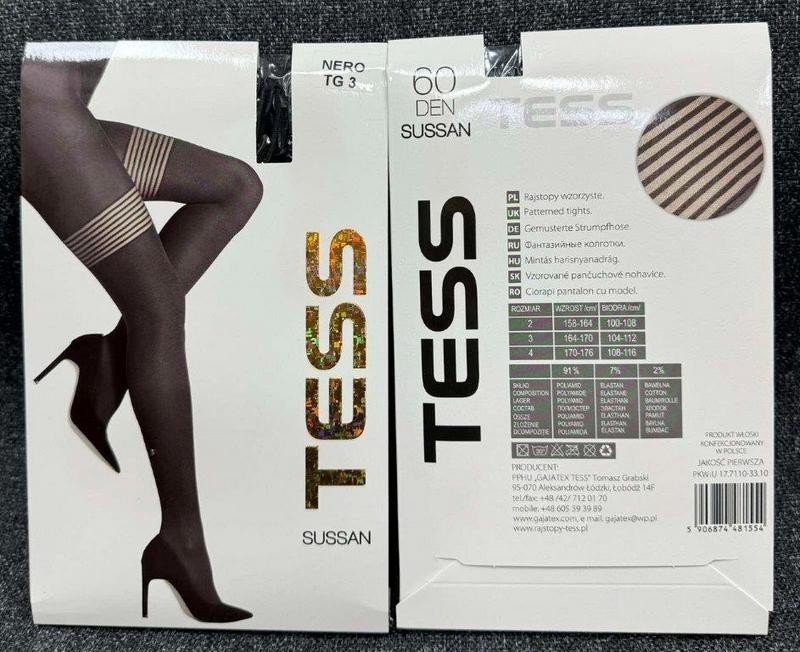 NERO
TG 3
TESS
SUSSAN
60
DEN
SUSSAN
TESS
TESS
PL Rajstopy wzorzyste.
UK Patterned tights.
DE Gemusterte Strumpfhose.
RU Фантазийные колготки.
HU Mintás harisnyanadrág.
SK Vzorované pančuchové nohavice.
RO Ciorapi pantalon cu model.
ROZMIAR WZROST /cm/ BIODRA /cm/
2 158-164 100-108
3 164-170 104-112
4 170-176 108-116
91% 7% 2%
SKŁAD POLIAMID ELASTAN BAWEŁNA
COMPOSITION POLYAMIDE ELASTANE COTTON
LAGER POLYAMID ELASTHAN BAUMWOLLE
СОСТАВ ПОЛИЭСТЕР ЭЛАСТАН ХЛОПОК
ÖSSZE POLIAMID ELASTHAN PAMUT
ZLOŽENIE POLYAMID ELASTHAN BAVLNA
DCOMPOZIŢIE POLIAMIDA ELASTAN BUMBAC
30°
PRODUCENT:
PPHU „GAJATEX TESS" Tomasz Grabski
95-070 Aleksandrów Łódzki, Łobódź 14F
tel./fax: +48 /42/ 712 01 70
mobile: +48 605 59 39 89
www.gajatex.com, e mail: gajatex@wp.pl
www.rajstopy-tess.pl
PRODUKT WŁOSKI
KONFEKCJONOWANY
W POLSCE
JAKOŚĆ PIERWSZA
PKWiU 17.7110-33.10
5 906874 481554